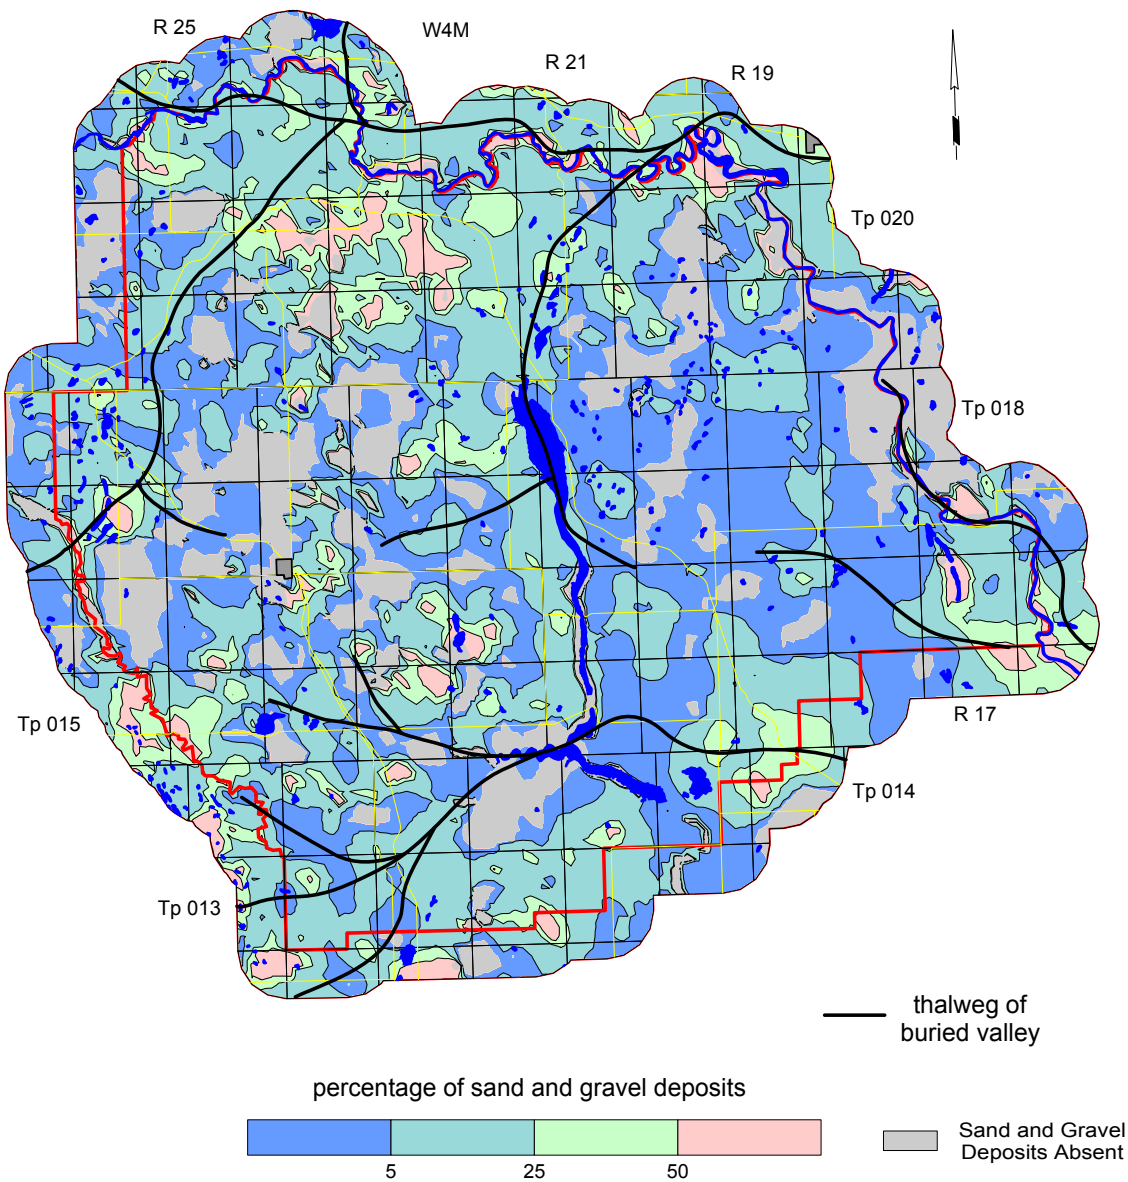 R 25
W4M
R 21
R 19
Tp 020
Tp 018
R 17
Tp 015
Tp 014
Tp 013
thalweg of
buried valley
percentage of sand and gravel deposits
5
25
50
Sand and Gravel
Deposits Absent